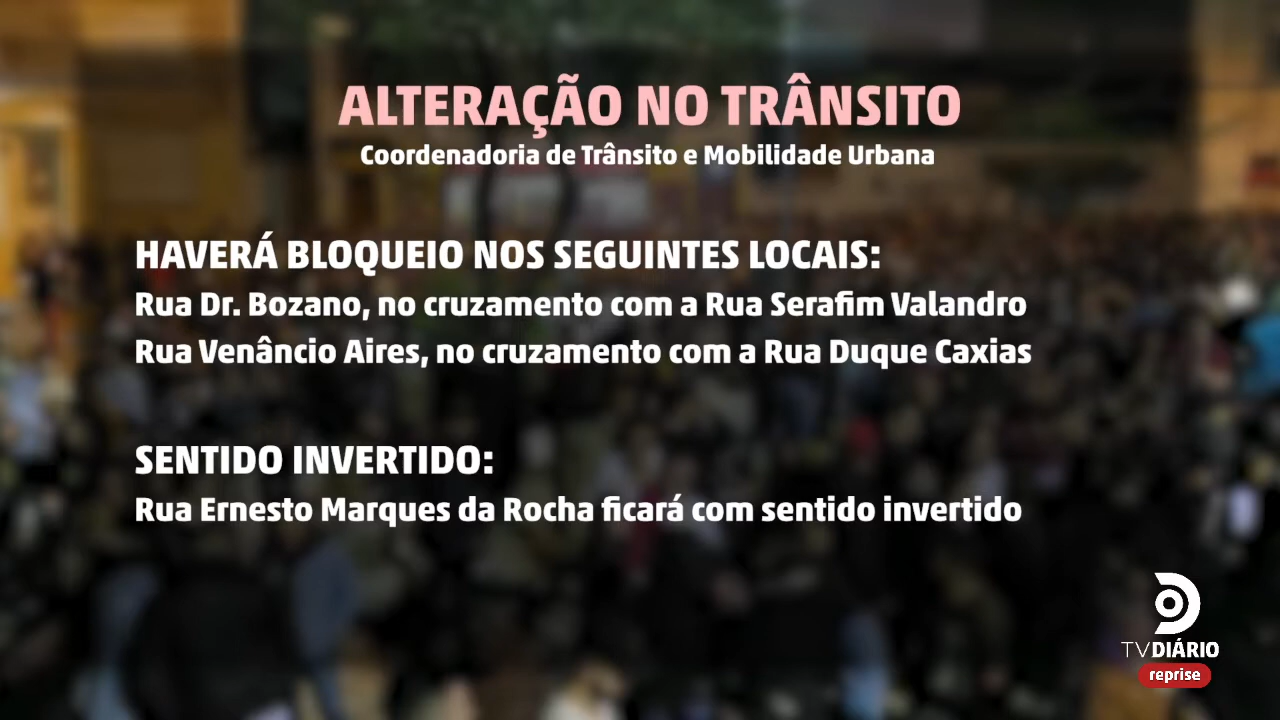 ALTERAÇÃO NO TRÂNSITO
Coordenadoria de Trânsito e Mobilidade Urbana
HAVERÁ BLOQUEIO NOS SEGUINTES LOCAIS:
Rua Dr. Bozano, no cruzamento com a Rua Serafim Valandro
Rua Venâncio Aires, no cruzamento com a Rua Duque Caxias
SENTIDO INVERTIDO:
Rua Ernesto Marques da Rocha ficará com sentido invertido
TV DIÁRIO
reprise